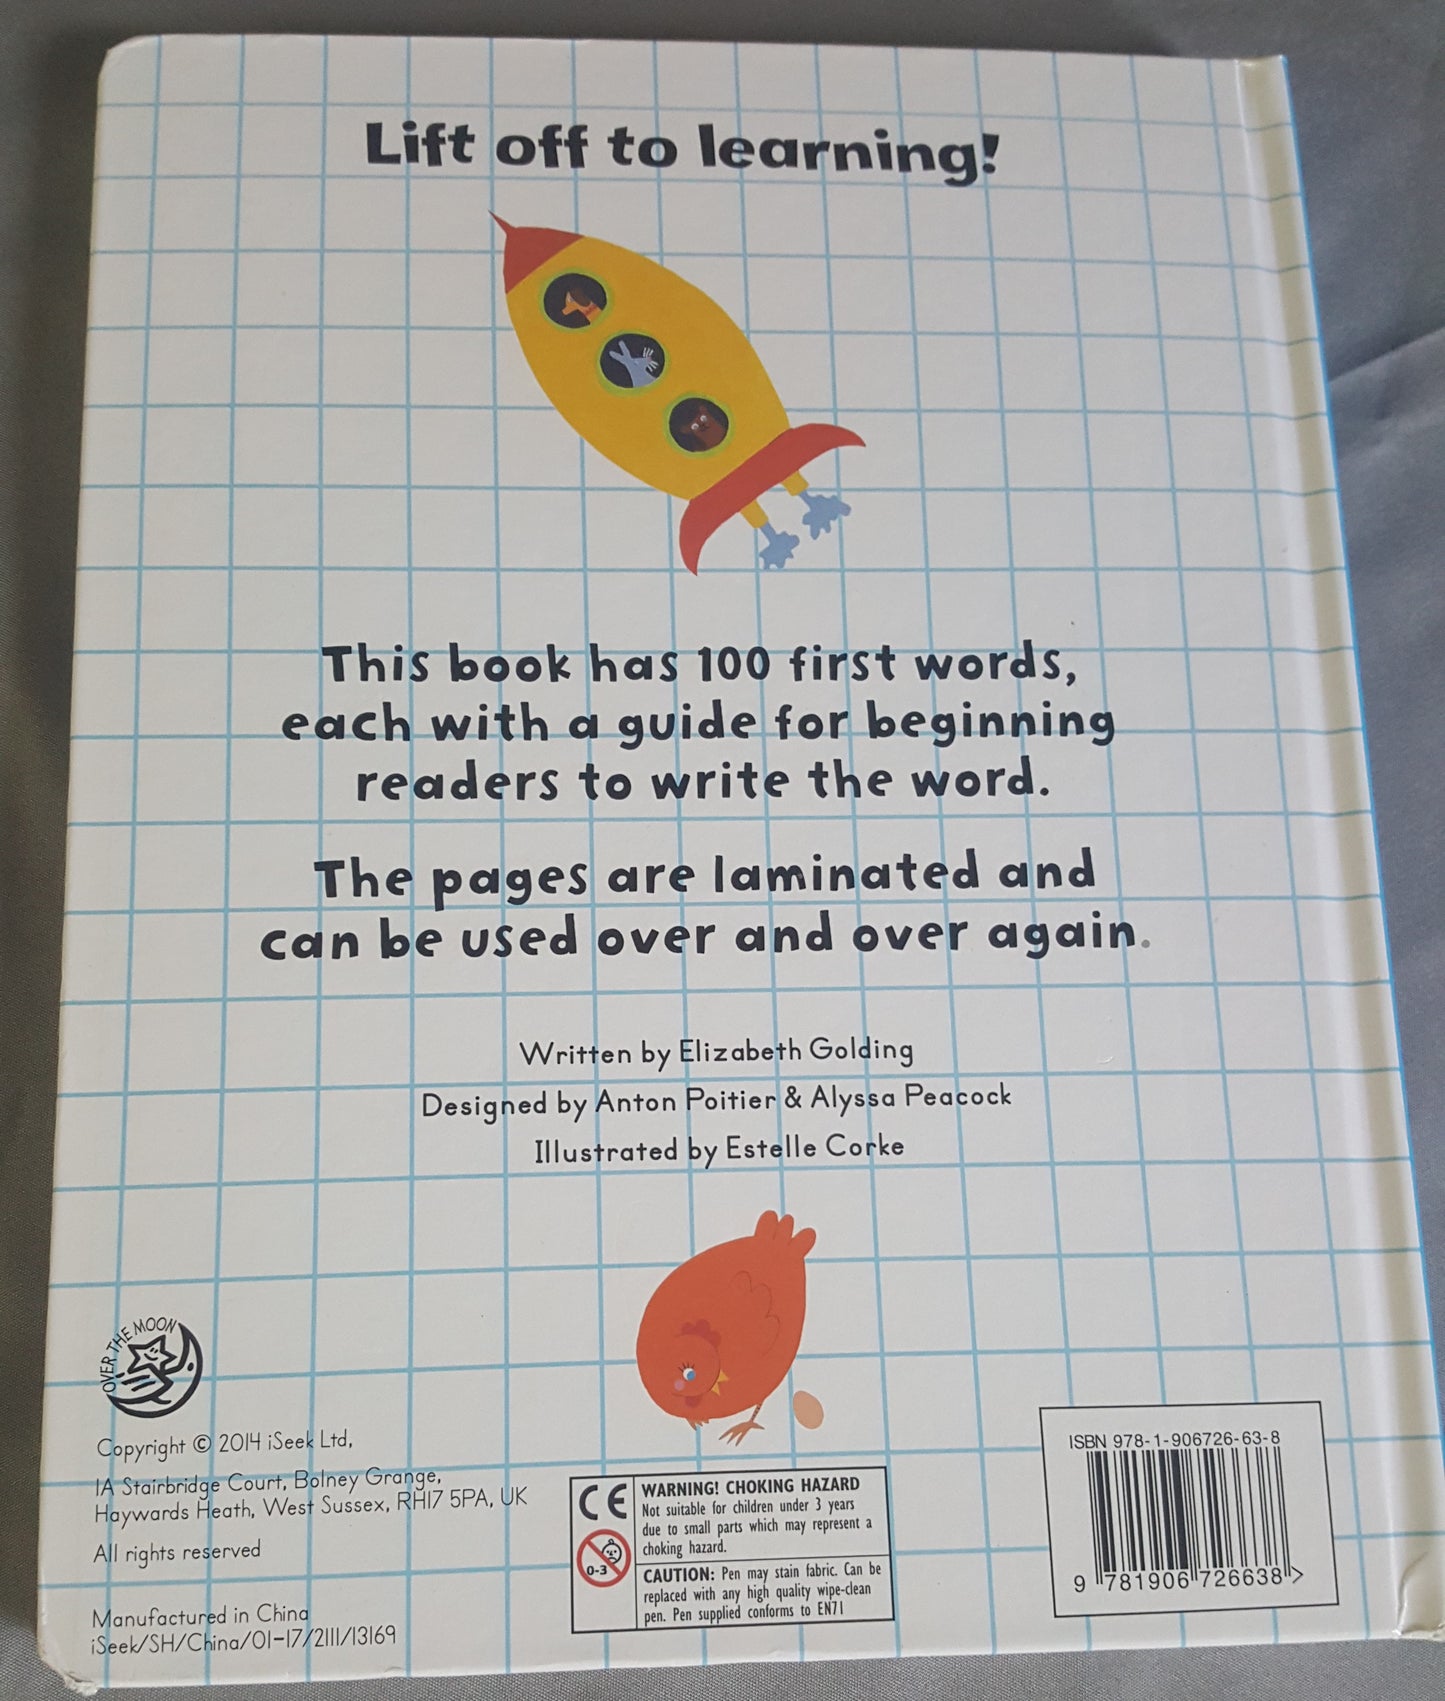 Lift off to learning!
This book has 100 first words,
each with a guide for beginning
readers to write the word.
The pages are laminated and
can be used over and over again.
Written by Elizabeth Golding
Designed by Anton Poitier & Alyssa Peacock
Illustrated by Estelle Corke
OVER THE MOON
Copyright © 2014 iSeek Ltd,
1A Stairbridge Court, Bolney Grange,
Haywards Heath, West Sussex, RH17 5PA, UK
All rights reserved
Manufactured in China
iSeek/SH/China/01-17/2111/13169
CE
0-3
WARNING! CHOKING HAZARD
Not suitable for children under 3 years
due to small parts which may represent a
choking hazard.
CAUTION: Pen may stain fabric. Can be
replaced with any high quality wipe-clean
pen. Pen supplied conforms to EN71
ISBN 978-1-906726-63-8
9 781906 726638 >